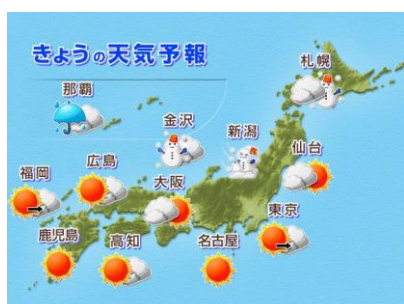 きょうの天気予報
札幌
那覇
金沢
新潟
仙台
広島
福岡
大阪
東京
鹿児島
高知
名古屋